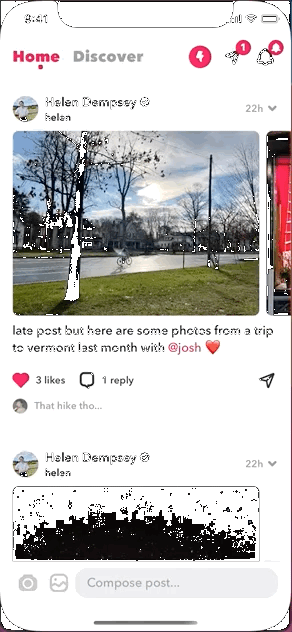 9:41
Home Discover
1
Helen Dempsey
helen
22h
late post but here are some photos from a trip
to vermont last month with @josh ❤️
3 likes 1 reply
That hike tho...
Helen Dempsey
helen
22h
Compose post...